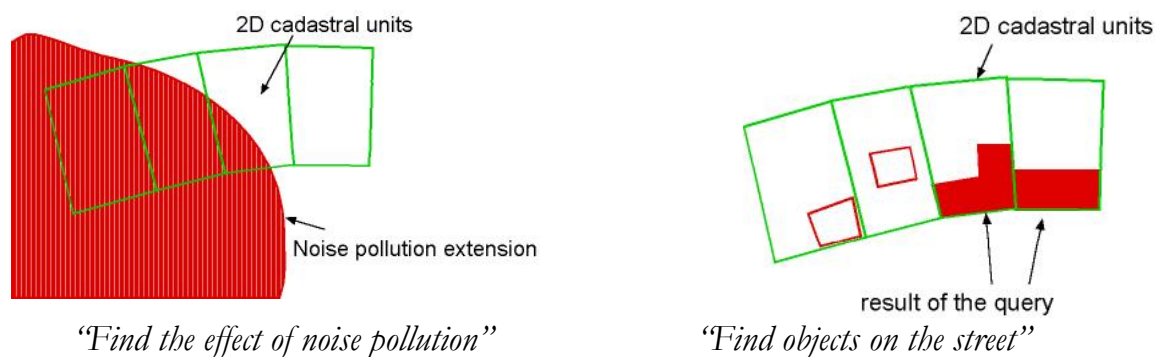 2D cadastral units
Noise pollution extension
“Find the effect of noise pollution”
2D cadastral units
result of the query
“Find objects on the street”